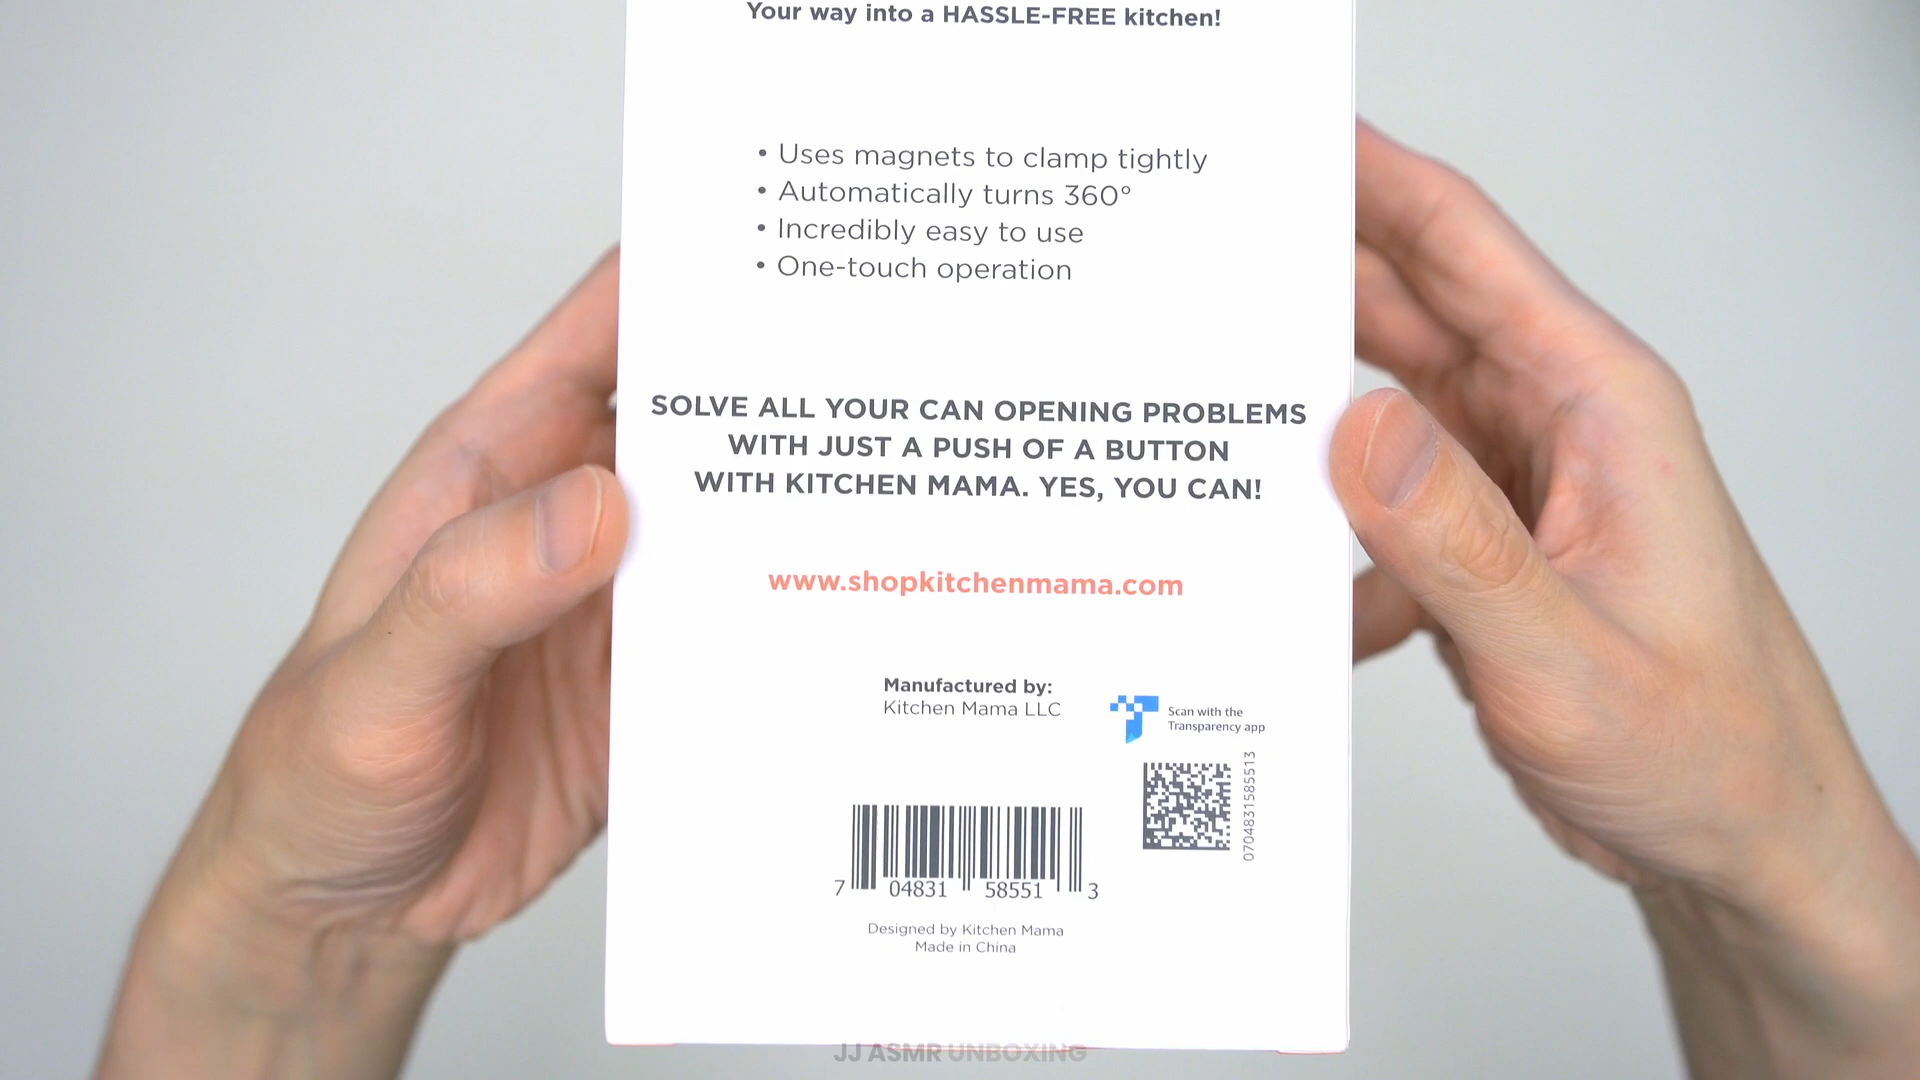 Your way into a HASSLE-FREE kitchen!
• Uses magnets to clamp tightly
• Automatically turns 360°
• Incredibly easy to use
• One-touch operation
SOLVE ALL YOUR CAN OPENING PROBLEMS
WITH JUST A PUSH OF A BUTTON
WITH KITCHEN MAMA. YES, YOU CAN!
www.shopkitchenmama.com
Manufactured by:
Kitchen Mama LLC
Scan with the
Transparency app
0704831585513
7 04831 58551 3
Designed by Kitchen Mama
Made in China
JJ ASMR UNBOXING